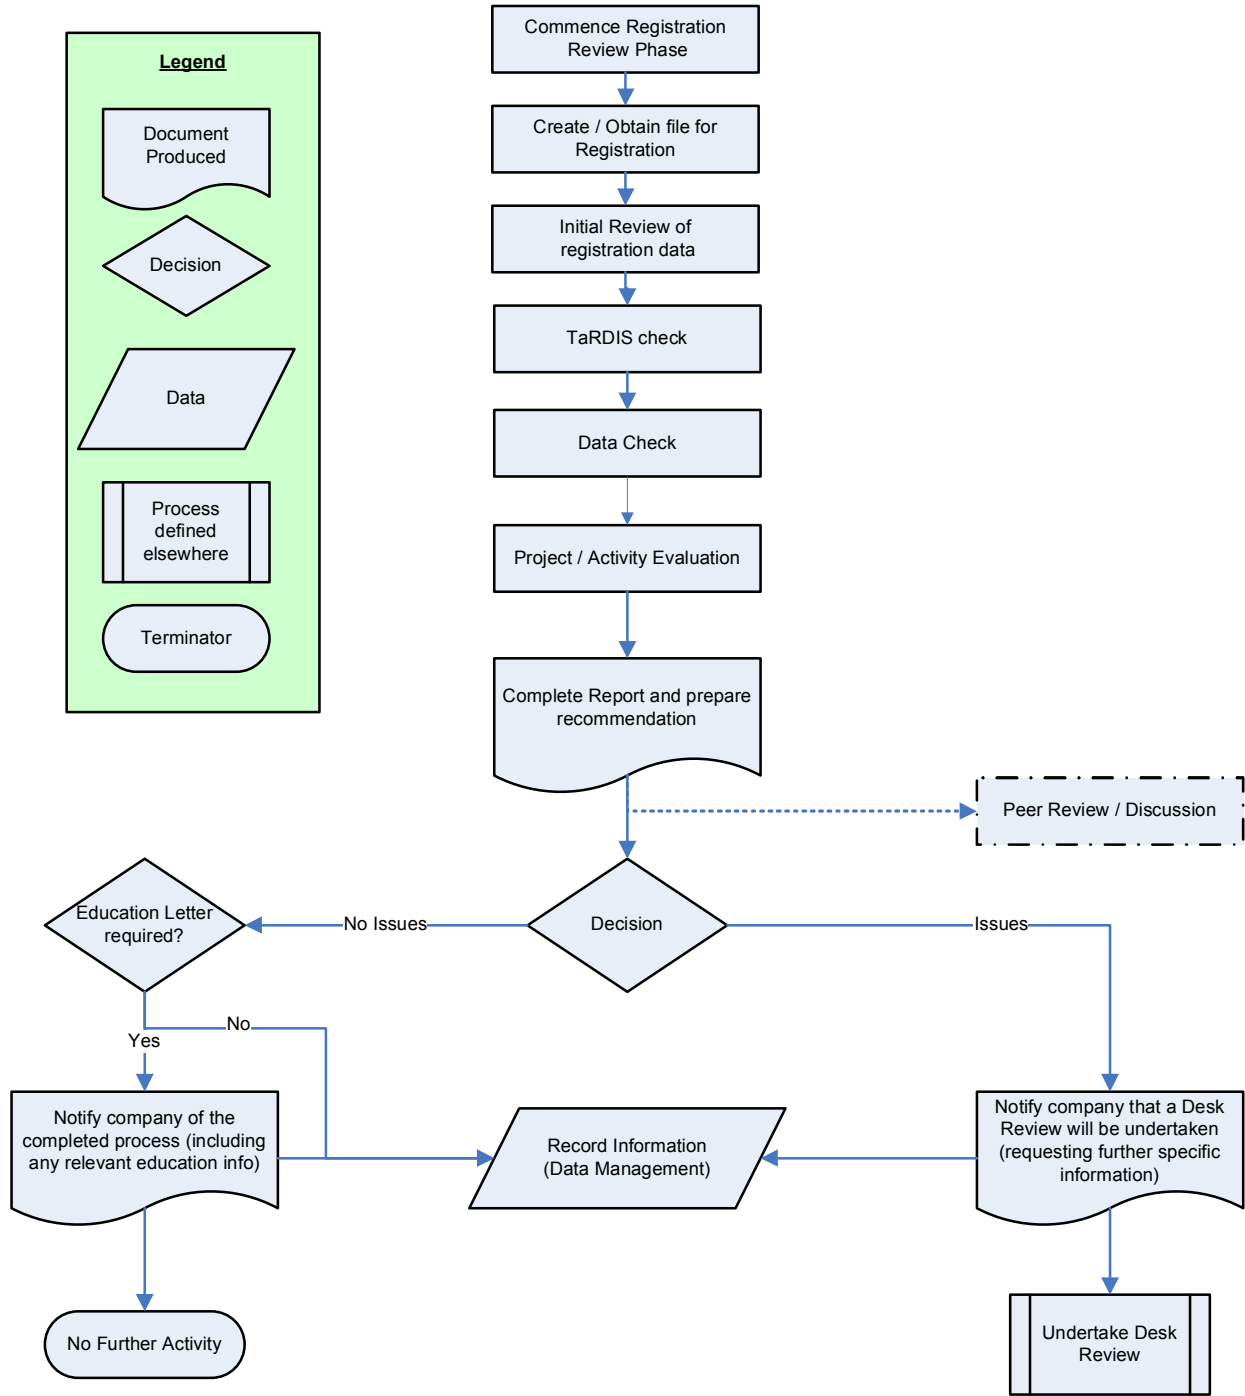 Legend
Document
Produced
Decision
Data
Process
defined
elsewhere
Terminator
Commence Registration
Review Phase
Create / Obtain file for
Registration
Initial Review of
registration data
TaRDIS check
Data Check
Project / Activity Evaluation
Complete Report and prepare
recommendation
Peer Review / Discussion
Decision
No Issues
Issues
Education Letter
required?
No
Yes
Notify company of the
completed process (including
any relevant education info)
Record Information
(Data Management)
Notify company that a Desk
Review will be undertaken
(requesting further specific
information)
No Further Activity
Undertake Desk
Review